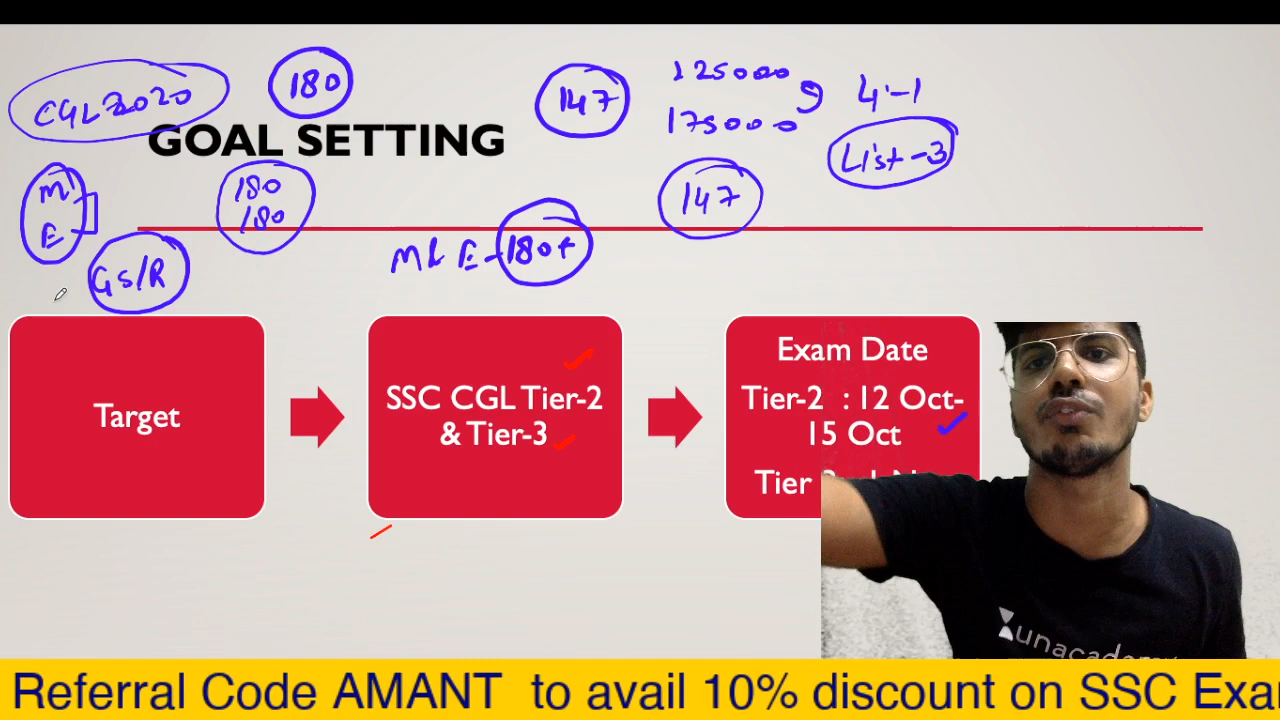 CGL 2020
180
147
125000
175000
L i-1
List-3
GOAL SETTING
M
E
180
180
147
GS/R
M & E - 180+
Target
SSC CGL Tier-2
& Tier-3
Exam Date
Tier-2 : 12 Oct-
15 Oct
Tier
unacademy
Referral Code AMANT to avail 10% discount on SSC Exa